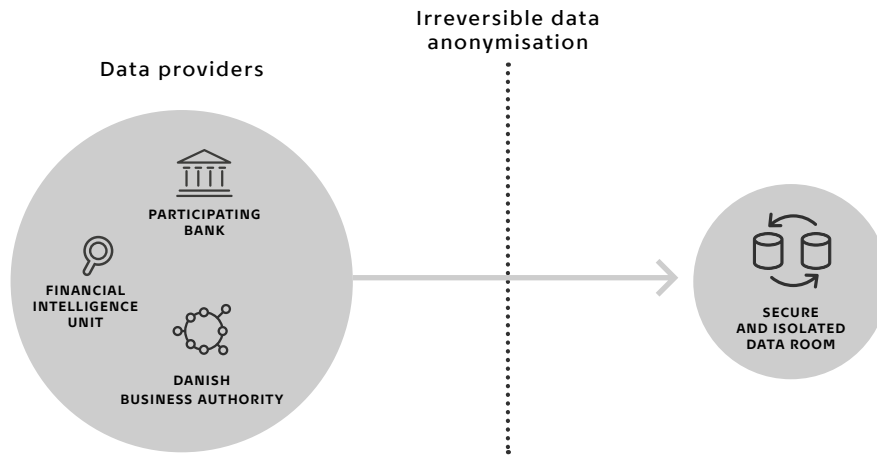 Irreversible data
anonymisation
Data providers
PARTICIPATING
BANK
FINANCIAL
INTELLIGENCE
UNIT
DANISH
BUSINESS AUTHORITY
SECURE
AND ISOLATED
DATA ROOM